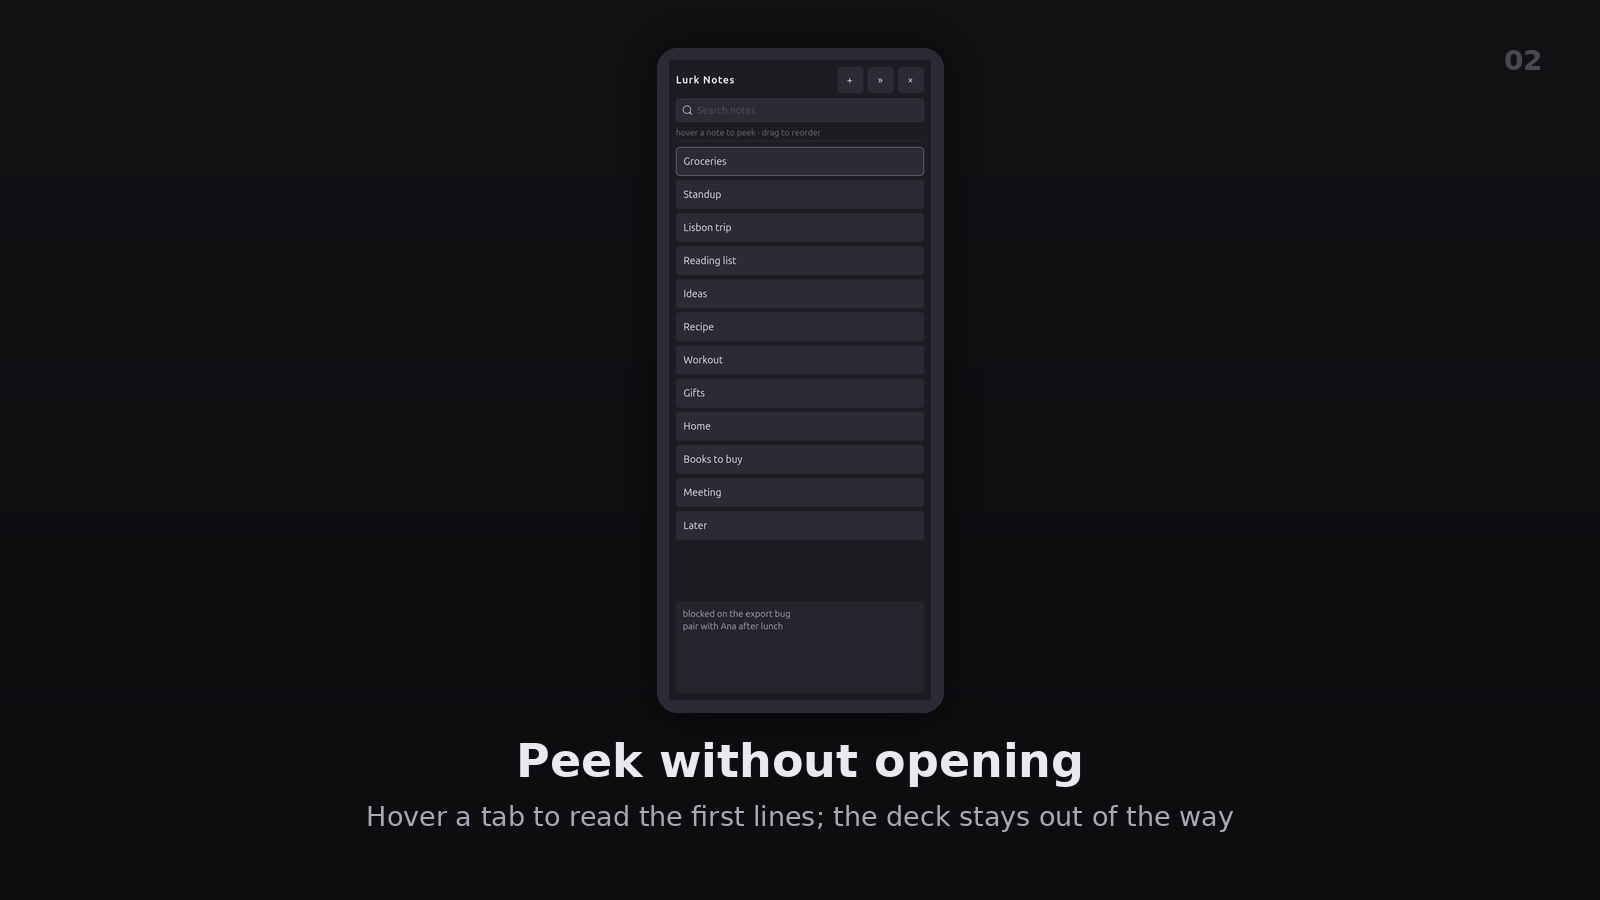 02
Lurk Notes
+ » ×
Search notes
hover a note to peek · drag to reorder
Groceries
Standup
Lisbon trip
Reading list
Ideas
Recipe
Workout
Gifts
Home
Books to buy
Meeting
Later
blocked on the export bug
pair with Ana after lunch
Peek without opening
Hover a tab to read the first lines; the deck stays out of the way